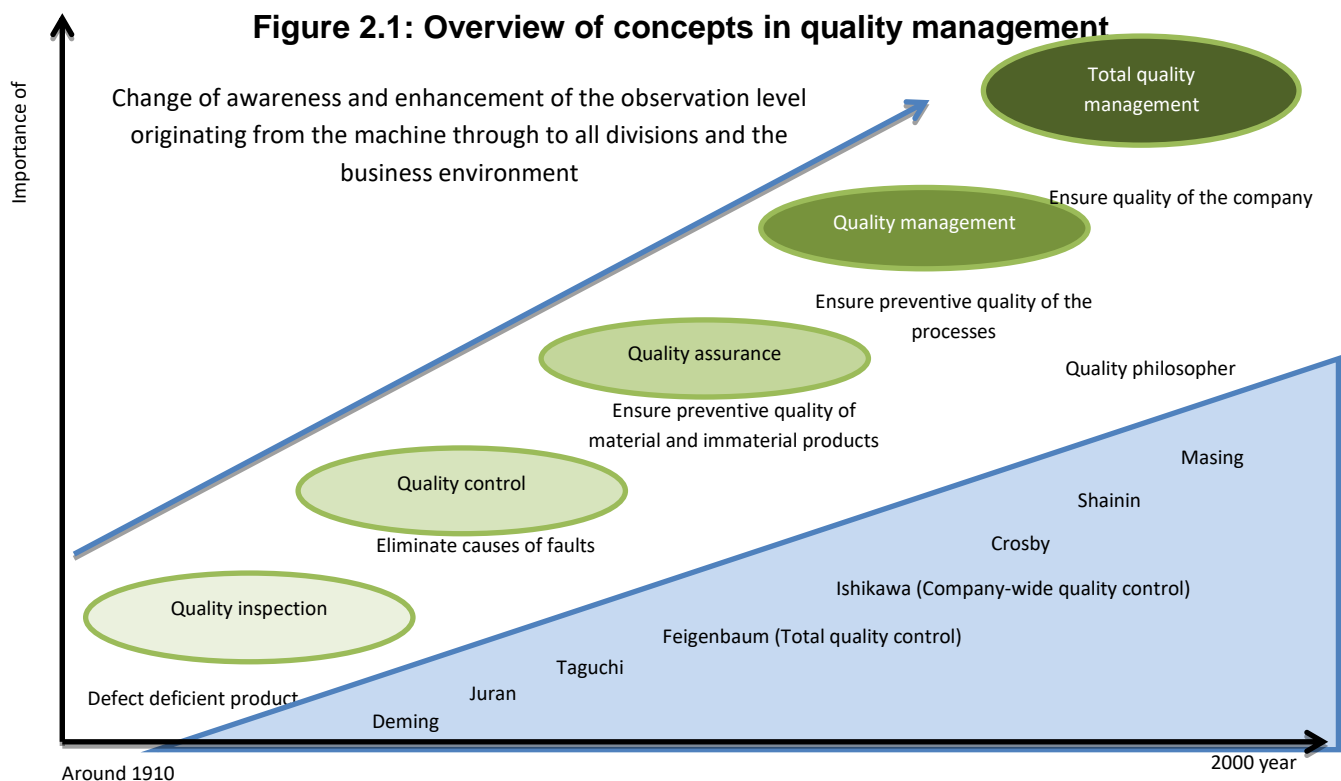 Figure 2.1: Overview of concepts in quality management
Importance of
Change of awareness and enhancement of the observation level
originating from the machine through to all divisions and the
business environment
Total quality
management
Ensure quality of the company
Quality management
Ensure preventive quality of the
processes
Quality assurance
Ensure preventive quality of
material and immaterial products
Quality philosopher
Quality control
Eliminate causes of faults
Quality inspection
Defect deficient product
Masing
Shainin
Crosby
Ishikawa (Company-wide quality control)
Feigenbaum (Total quality control)
Taguchi
Juran
Deming
Around 1910
2000 year